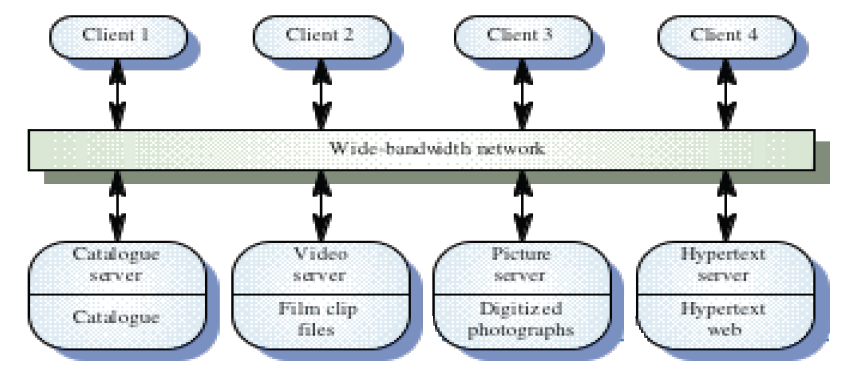 Client 1
Client 2
Client 3
Client 4
Wide-bandwidth network
Catalogue
server
Catalogue
Video
server
Film clip
files
Picture
server
Digitized
photographs
Hypertext
server
Hypertext
web